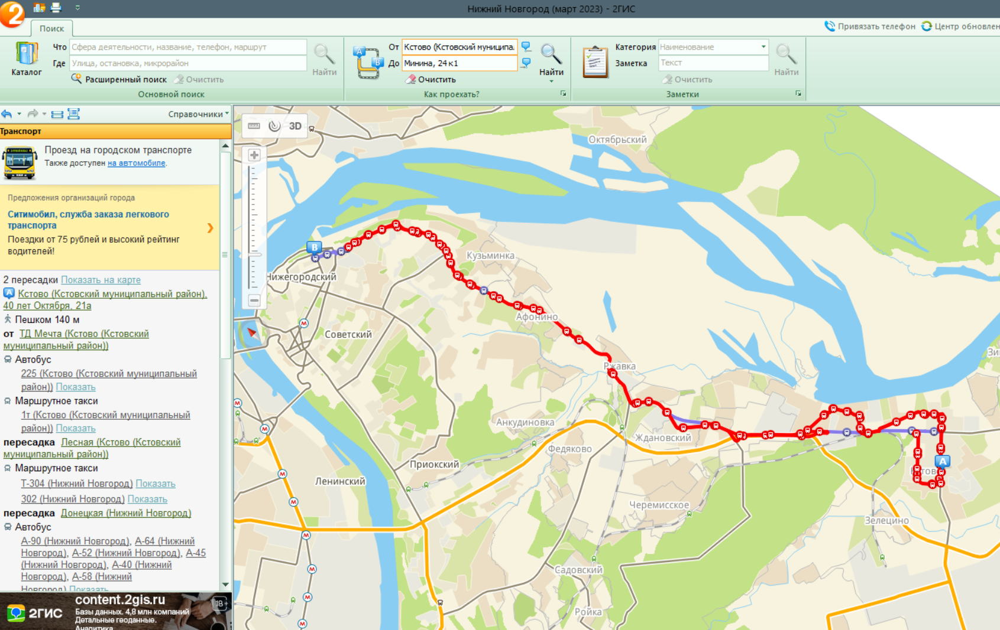 Нижний Новгород (март 2023) - 2ГИС
Поиск
Привязать телефон
Центр обновлен
Каталог
Что
Сфера деятельности, название, телефон, маршрут
Где
Улица, остановка, микрорайон
Расширенный поиск
Очистить
Найти
Основной поиск
От
Кстово (Кстовский муниципа
До
Минина, 24 к1
Очистить
Найти
Как проехать?
Категория
Наименование
Заметка
Текст
Очистить
Найти
Заметки
Справочники
Транспорт
Проезд на городском транспорте
Также доступен на автомобиле.
Предложения организаций города
Ситимобил, служба заказа легкового
транспорта
Поездки от 75 рублей и высокий рейтинг
водителей!
2 пересадки Показать на карте
A Кстово (Кстовский муниципальный район),
40 лет Октября, 21а
Пешком 140 м
от ТД Мечта (Кстово (Кстовский
муниципальный район))
Автобус
225 (Кстово (Кстовский муниципальный
район)) Показать
Маршрутное такси
1т (Кстово (Кстовский муниципальный
район)) Показать
пересадка Лесная (Кстово (Кстовский
муниципальный район))
Маршрутное такси
Т-304 (Нижний Новгород) Показать
302 (Нижний Новгород) Показать
пересадка Донецкая (Нижний Новгород)
Автобус
А-90 (Нижний Новгород), А-64 (Нижний
Новгород), А-52 (Нижний Новгород), А-45
(Нижний Новгород), А-40 (Нижний
Новгород), А-58 (Нижний
Новгород) Показать
2ГИС
content.2gis.ru
Базы данных. 4,8 млн компаний
Детальные геоданные.
Аналитика
18+
3D
Октябрьский
B
Кузьминка
Нижегородский
Афонино
Советский
Ржавка
Анкудиновка
Ждановский
Федяково
A
Приокский
Ленинский
Черемисское
Зелецино
Садовский
Ройка